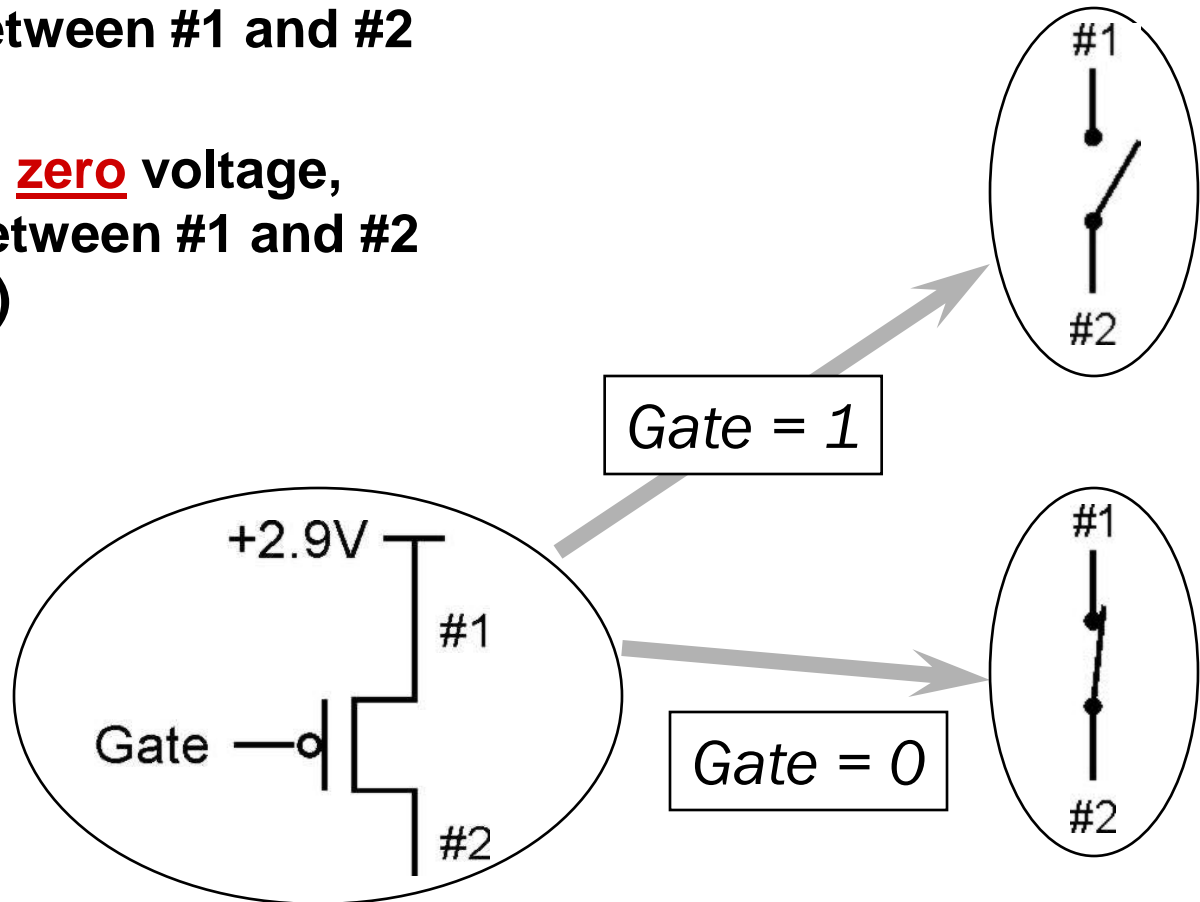 etween #1 and #2
zero voltage,
etween #1 and #2
)
#1
#2
Gate = 1
+2.9V
#1
Gate
#2
#1
Gate = 0
#2